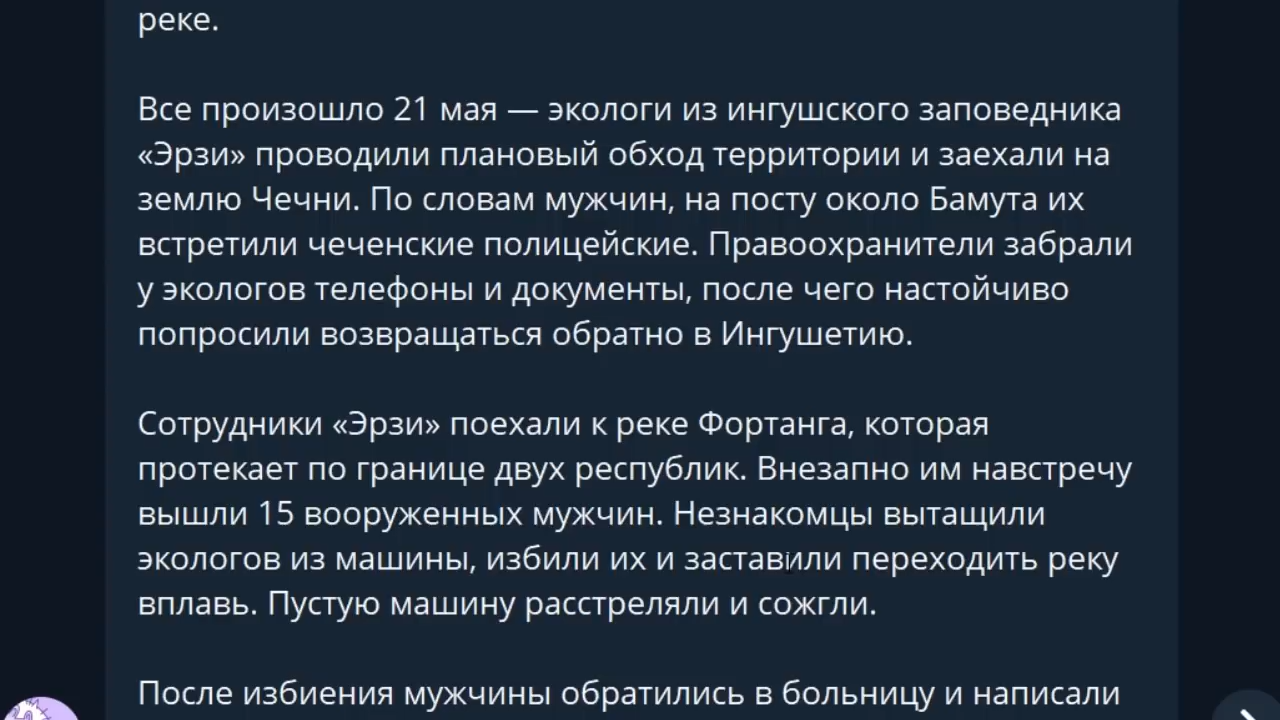 реке.
Все произошло 21 мая — экологи из ингушского заповедника
«Эрзи» проводили плановый обход территории и заехали на
землю Чечни. По словам мужчин, на посту около Бамута их
встретили чеченские полицейские. Правоохранители забрали
у экологов телефоны и документы, после чего настойчиво
попросили возвращаться обратно в Ингушетию.
Сотрудники «Эрзи» поехали к реке Фортанга, которая
протекает по границе двух республик. Внезапно им навстречу
вышли 15 вооруженных мужчин. Незнакомцы вытащили
экологов из машины, избили их и заставили переходить реку
вплавь. Пустую машину расстреляли и сожгли.
После избиения мужчины обратились в больницу и написали